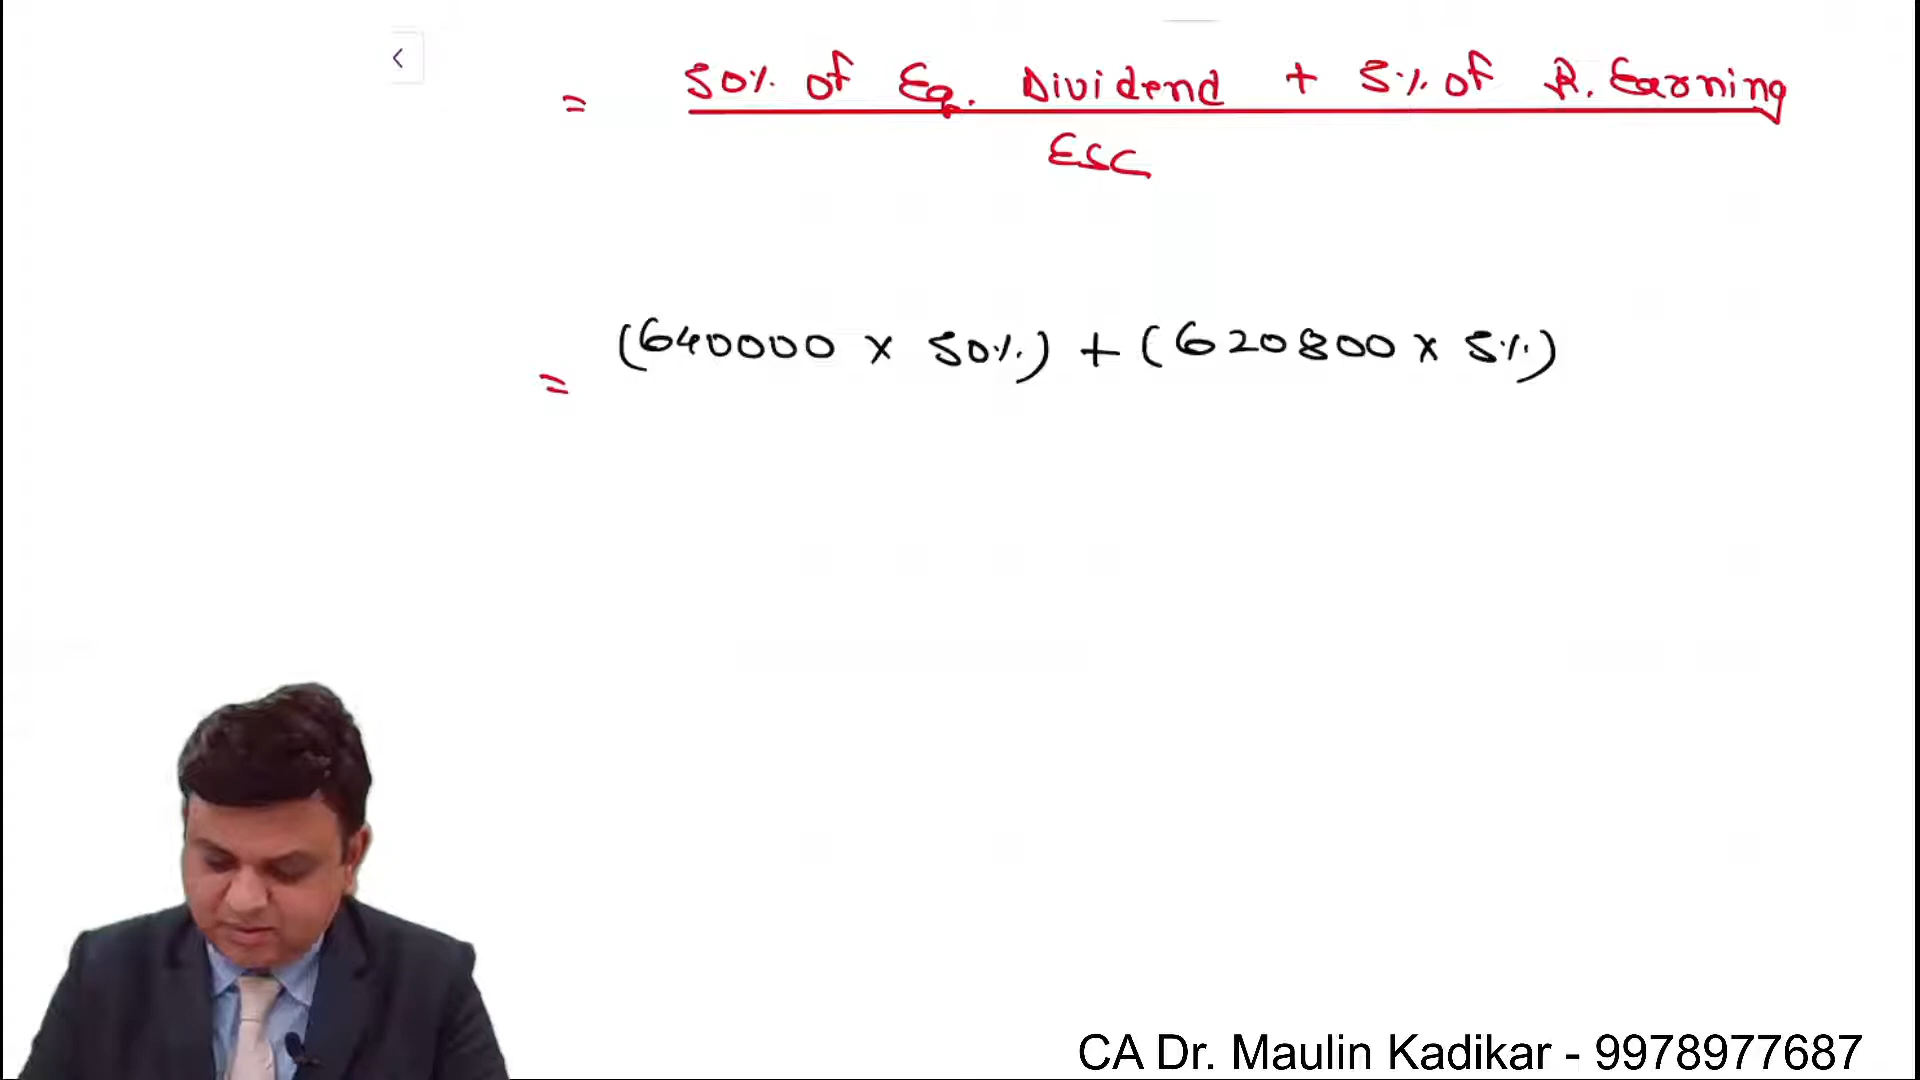 = 50% of Eq. Dividend + 5% of R. Earning
ESC
= (640000 x 50%) + (620800 x 5%)
CA Dr. Maulin Kadikar - 9978977687